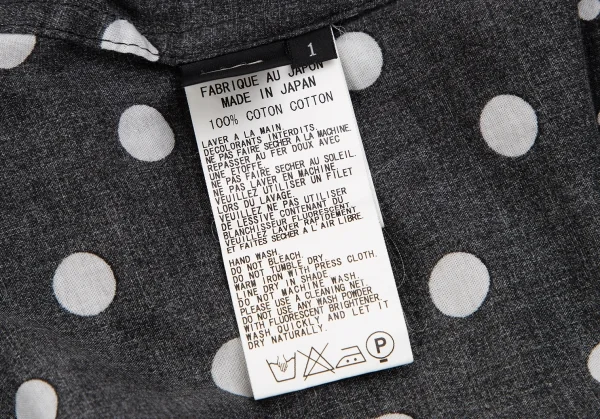 1
FABRIQUE AU JAPON
MADE IN JAPAN
100% COTON COTTON
LAVER A LA MAIN
DECOLORANTS INTERDITS
NE PAS FAIRE SECHER A LA MACHINE.
REPASSER AU FER DOUX AVEC
UNE ETOFFE.
NE PAS FAIRE SECHER AU SOLEIL.
NE PAS LAVER EN MACHINE.
VEUILLEZ UTILISER UN FILET
LORS DU LAVAGE.
VEUILLEZ NE PAS UTILISER
DE LESSIVE CONTENANT DU
BLANCHISSEUR FLUORESCENT.
VEUILLEZ LAVER RAPIDEMENT
ET FAITES SECHER A L'AIR LIBRE.
HAND WASH.
DO NOT BLEACH.
DO NOT TUMBLE DRY.
WARM IRON WITH PRESS CLOTH.
LINE DRY IN SHADE
DO NOT MACHINE WASH.
PLEASE USE A CLEANING NET
DO NOT USE ANY WASH POWDER
WITH FLUORESCENT BRIGHTENER.
WASH QUICKLY AND LET IT
DRY NATURALLY.
P